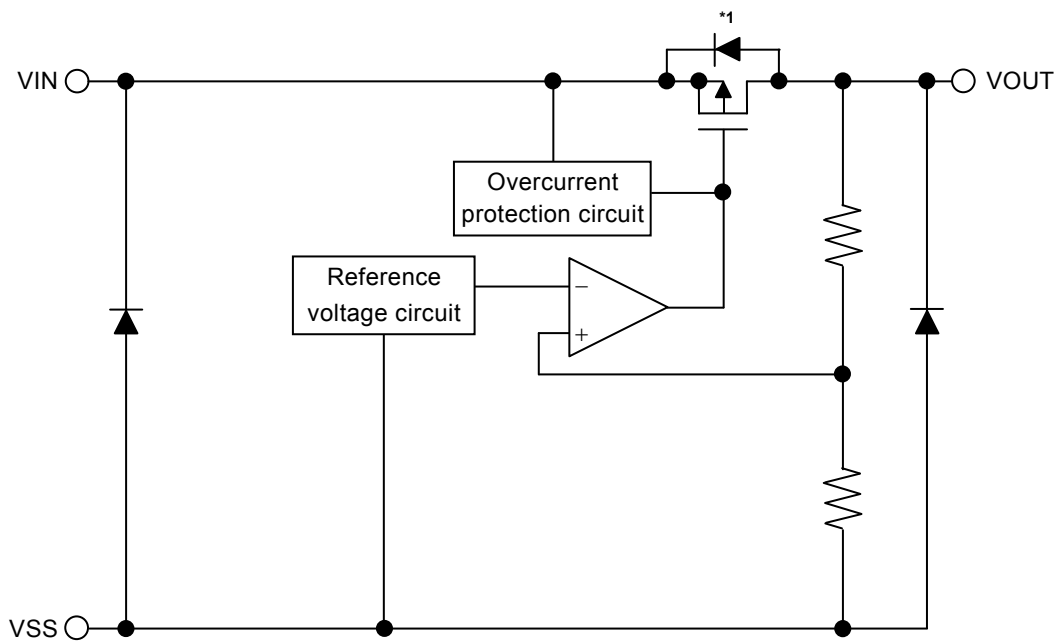 *1
VIN
VOUT
Overcurrent
protection circuit
Reference
voltage circuit
−
+
VSS